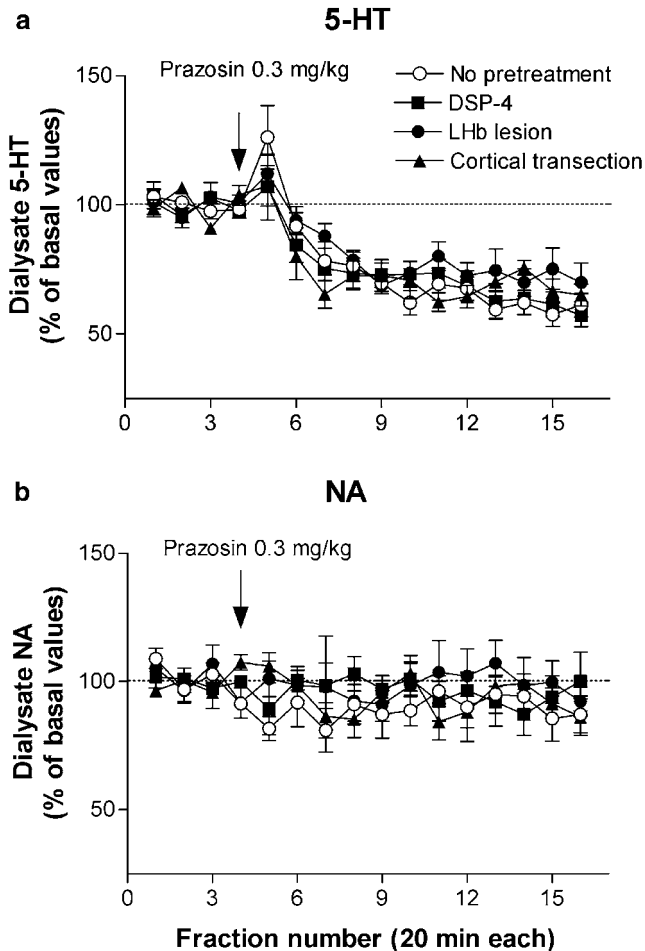 a
5-HT
Prazosin 0.3 mg/kg
No pretreatment
DSP-4
LHb lesion
Cortical transection
150
100
50
Dialysate 5-HT
(% of basal values)
0 3 6 9 12 15
b
NA
Prazosin 0.3 mg/kg
150
100
50
Dialysate NA
(% of basal values)
0 3 6 9 12 15
Fraction number (20 min each)